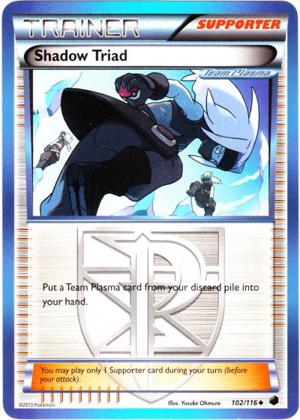 TRAINER
SUPPORTER
Shadow Triad
Team Plasma
Put a Team Plasma card from your discard pile into
your hand.
You may play only 1 Supporter card during your turn (before
your attack).
©2013 Pokémon
Illus. Yusuke Ohmura
102/116